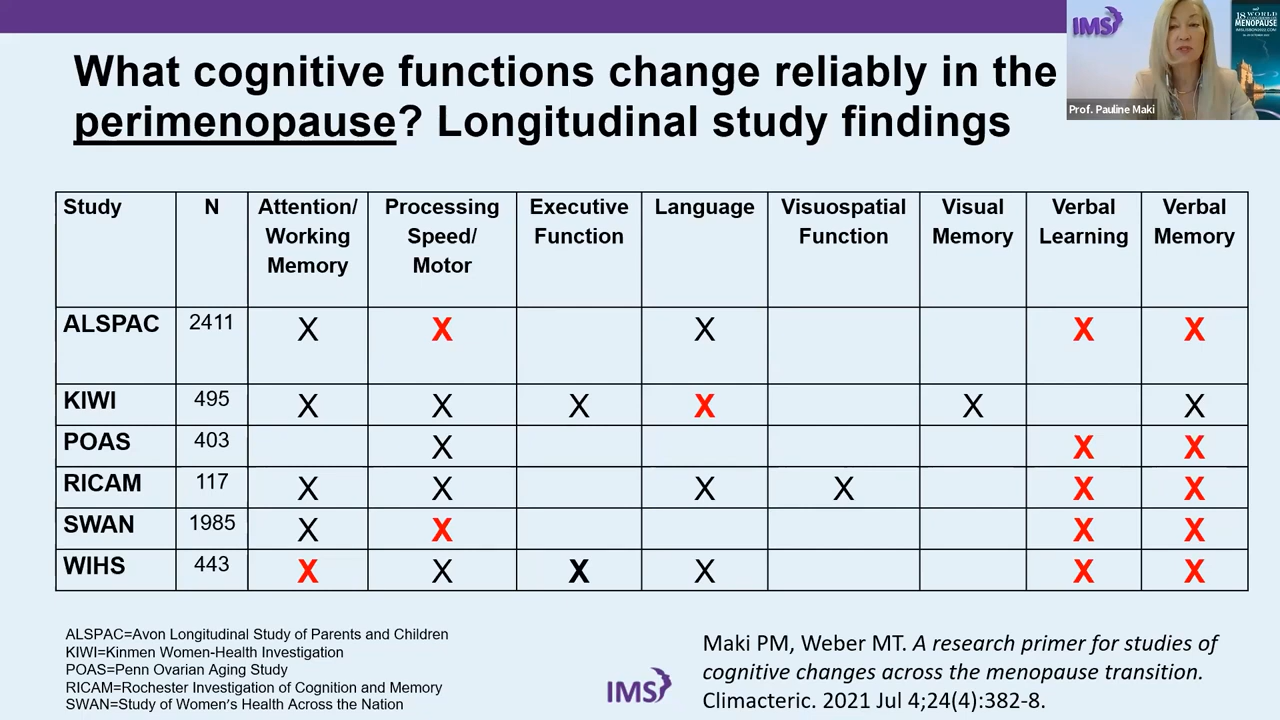 What cognitive functions change reliably in the
perimenopause? Longitudinal study findings
IMS
18th WORLD
MENOPAUSE
Prof. Pauline Maki
Study N Attention/ Working Memory Processing Speed/ Motor Executive Function Language Visuospatial Function Visual Memory Verbal Learning Verbal Memory
ALSPAC 2411 X X X X X
KIWI 495 X X X X X X
POAS 403 X X X
RICAM 117 X X X X X X
SWAN 1985 X X X X
WIHS 443 X X X X X X
ALSPAC=Avon Longitudinal Study of Parents and Children
KIWI=Kinmen Women-Health Investigation
POAS=Penn Ovarian Aging Study
RICAM=Rochester Investigation of Cognition and Memory
SWAN=Study of Women's Health Across the Nation
IMS
Maki PM, Weber MT. A research primer for studies of
cognitive changes across the menopause transition.
Climacteric. 2021 Jul 4;24(4):382-8.